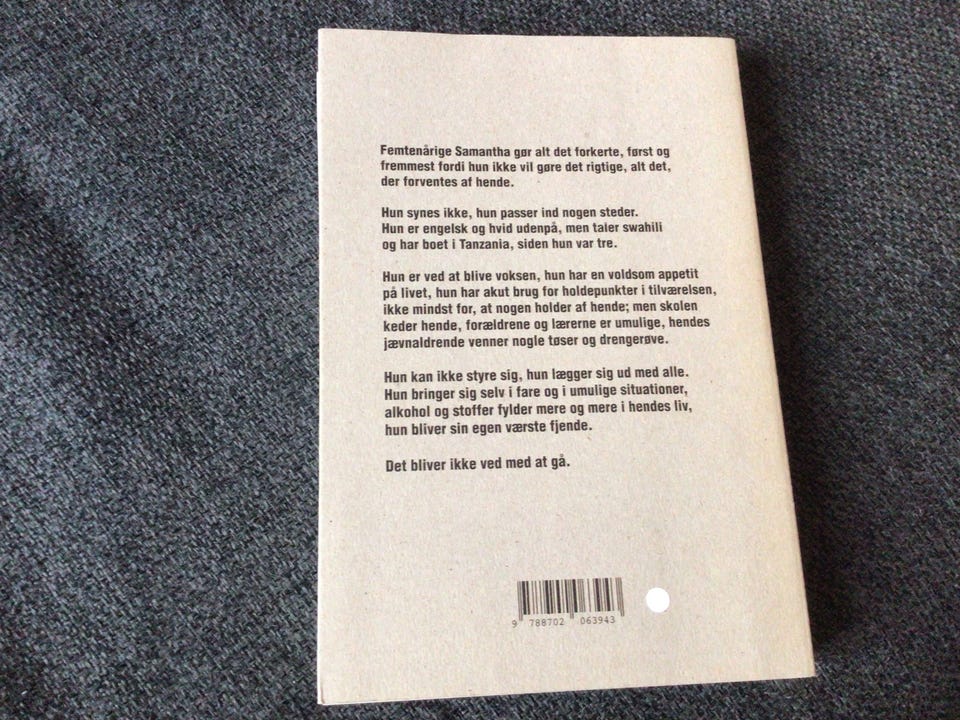 Femtenårige Samantha gør alt det forkerte, først og
fremmest fordi hun ikke vil gøre det rigtige, alt det,
der forventes af hende.
Hun synes ikke, hun passer ind nogen steder.
Hun er engelsk og hvid udenpå, men taler swahili
og har boet i Tanzania, siden hun var tre.
Hun er ved at blive voksen, hun har en voldsom appetit
på livet, hun har akut brug for holdepunkter i tilværelsen,
ikke mindst for, at nogen holder af hende; men skolen
keder hende, forældrene og lærerne er umulige, hendes
jævnaldrende venner nogle tøser og drengerøve.
Hun kan ikke styre sig, hun lægger sig ud med alle.
Hun bringer sig selv i fare og i umulige situationer,
alkohol og stoffer fylder mere og mere i hendes liv,
hun bliver sin egen værste fjende.
Det bliver ikke ved med at gå.
9 788702 063943